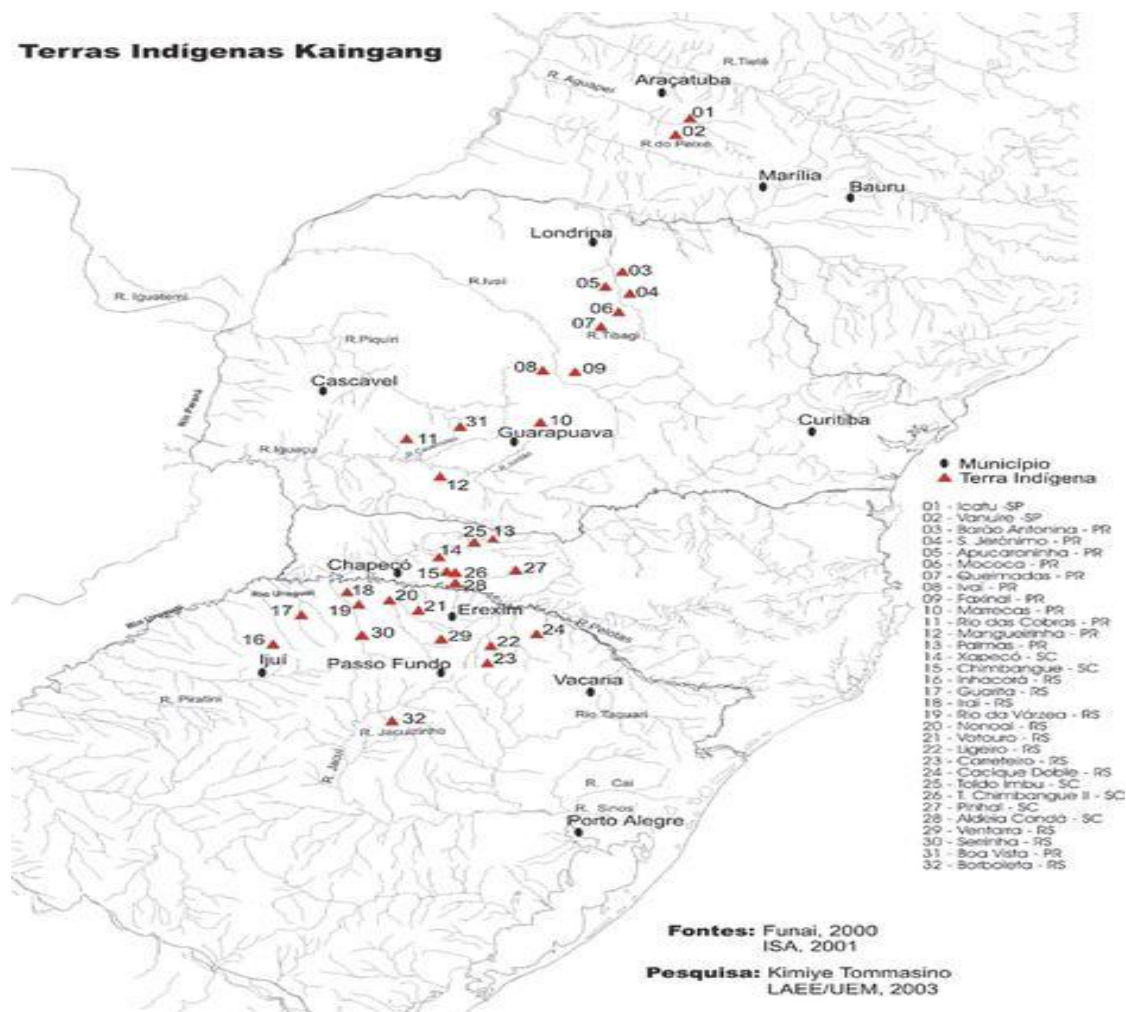 Terras Indígenas Kaingang
R.Tietê
Araçatuba
R. Aguapeí
01
02
R.do Peixe
Marília
Bauru
Londrina
03
R.Ivaí
05
04
R. Iguatemi
06
07
R.Tibagi
R.Piquiri
08
09
Cascavel
Rio Paraná
31
10
Curitiba
11
Guarapuava
R.Iguaçu
12
25
13
14
Chapecó
15
26
27
28
Rio Uruguai
Rio Uruguai
18
20
19
21
Erexim
17
R.Pelotas
24
16
30
29
22
Ijuí
Passo Fundo
23
Vacaria
R. Piratini
Rio Taquari
32
R. Jacuizinho
R. Jacuí
R. Caí
R. Sinos
Porto Alegre
Município
Terra Indígena
01 - Icatu -SP
02 - Vanuire -SP
03 - Barão Antonina - PR
04 - S. Jerônimo - PR
05 - Apucaraninha - PR
06 - Mococa - PR
07 - Queimadas - PR
08 - Ivaí - PR
09 - Faxinal - PR
10 - Marrecas - PR
11 - Rio das Cobras - PR
12 - Mangueirinha - PR
13 - Palmas - PR
14 - Xapecó - SC
15 - Chimbangue - SC
16 - Inhacorá - RS
17 - Guarita - RS
18 - Iraí - RS
19 - Rio da Várzea - RS
20 - Nonoai - RS
21 - Votouro - RS
22 - Ligeiro - RS
23 - Carreteiro - RS
24 - Cacique Doble - RS
25 - Toldo Imbu - SC
26 - T. Chimbangue II - SC
27 - Pinhal - SC
28 - Aldeia Condá - SC
29 - Ventarra - RS
30 - Serrinha - RS
31 - Boa Vista - PR
32 - Borboleta - RS
Fontes: Funai, 2000
ISA, 2001
Pesquisa: Kimiye Tommasino
LAEE/UEM, 2003